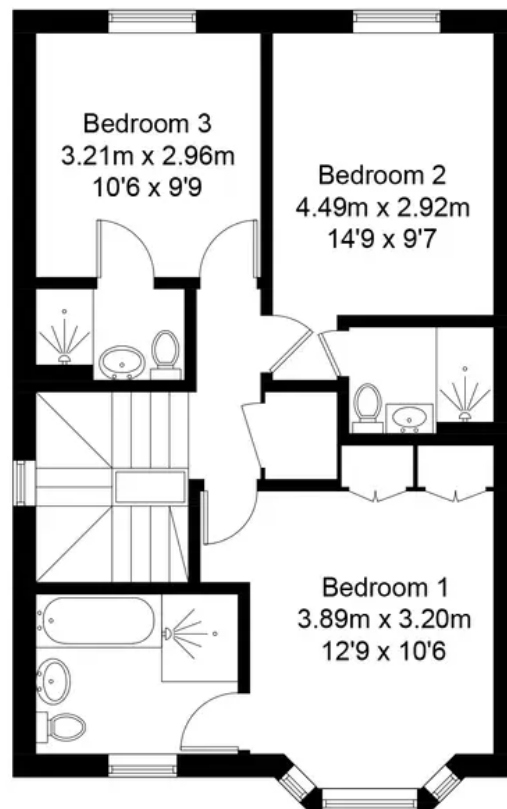 Bedroom 3
3.21m x 2.96m
10'6 x 9'9
Bedroom 2
4.49m x 2.92m
14'9 x 9'7
Bedroom 1
3.89m x 3.20m
12'9 x 10'6